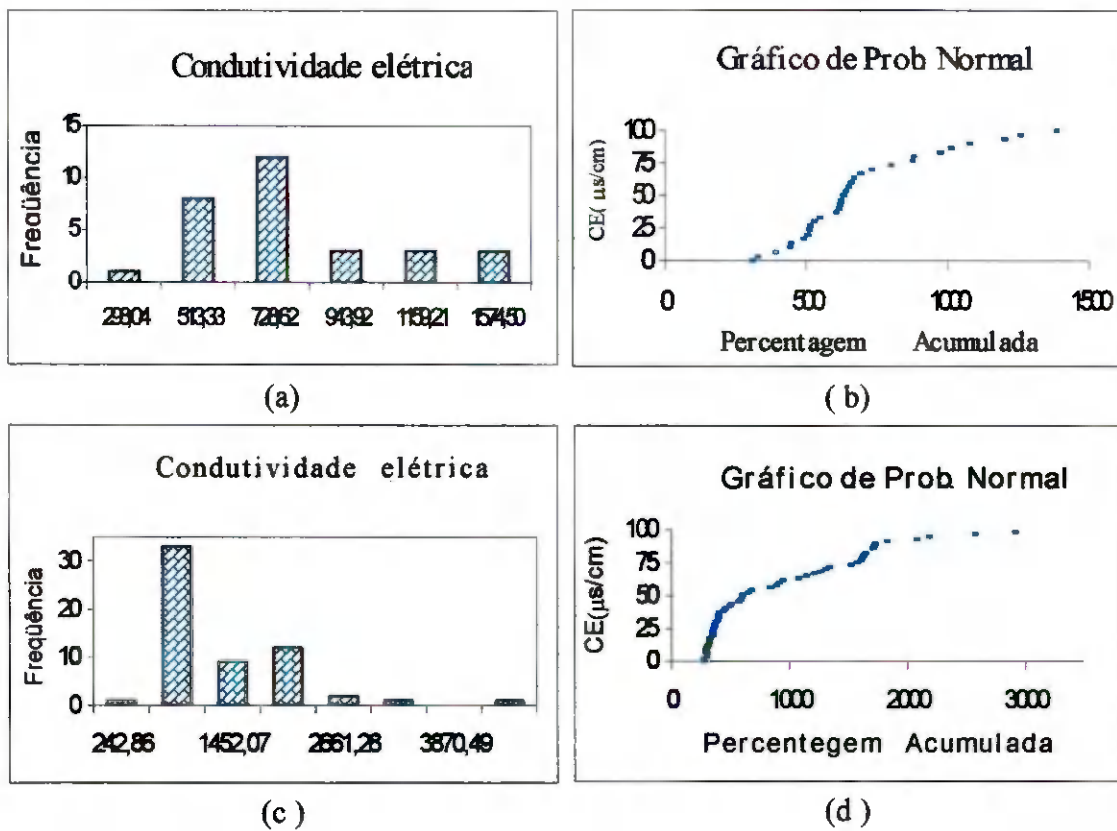 Condutividade elétrica
Freqüência
15
10
5
0
298,04 513,33 728,62 943,92 1159,21 1574,50
(a)
Gráfico de Prob. Normal
CE( μs/cm)
100
75
50
25
0
0 500 1000 1500
Percentagem Acumulada
( b)
Condutividade elétrica
Freqüência
30
20
10
0
242,86 1452,07 2661,28 3870,49
(c )
Gráfico de Prob. Normal
CE(μs/cm)
100
75
50
25
0
0 1000 2000 3000
Percentegem Acumulada
(d )